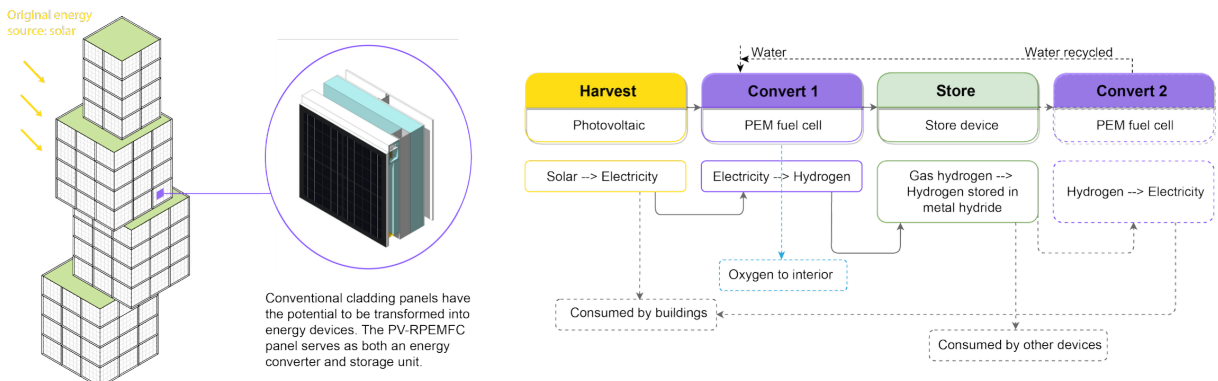 Original energy
source: solar
Conventional cladding panels have
the potential to be transformed into
energy devices. The PV-RPEMFC
panel serves as both an energy
converter and storage unit.
Water
Water recycled
Harvest
Convert 1
Store
Convert 2
Photovoltaic
PEM fuel cell
Store device
PEM fuel cell
Solar --> Electricity
Electricity --> Hydrogen
Gas hydrogen -->
Hydrogen stored in
metal hydride
Hydrogen --> Electricity
Oxygen to interior
Consumed by buildings
Consumed by other devices